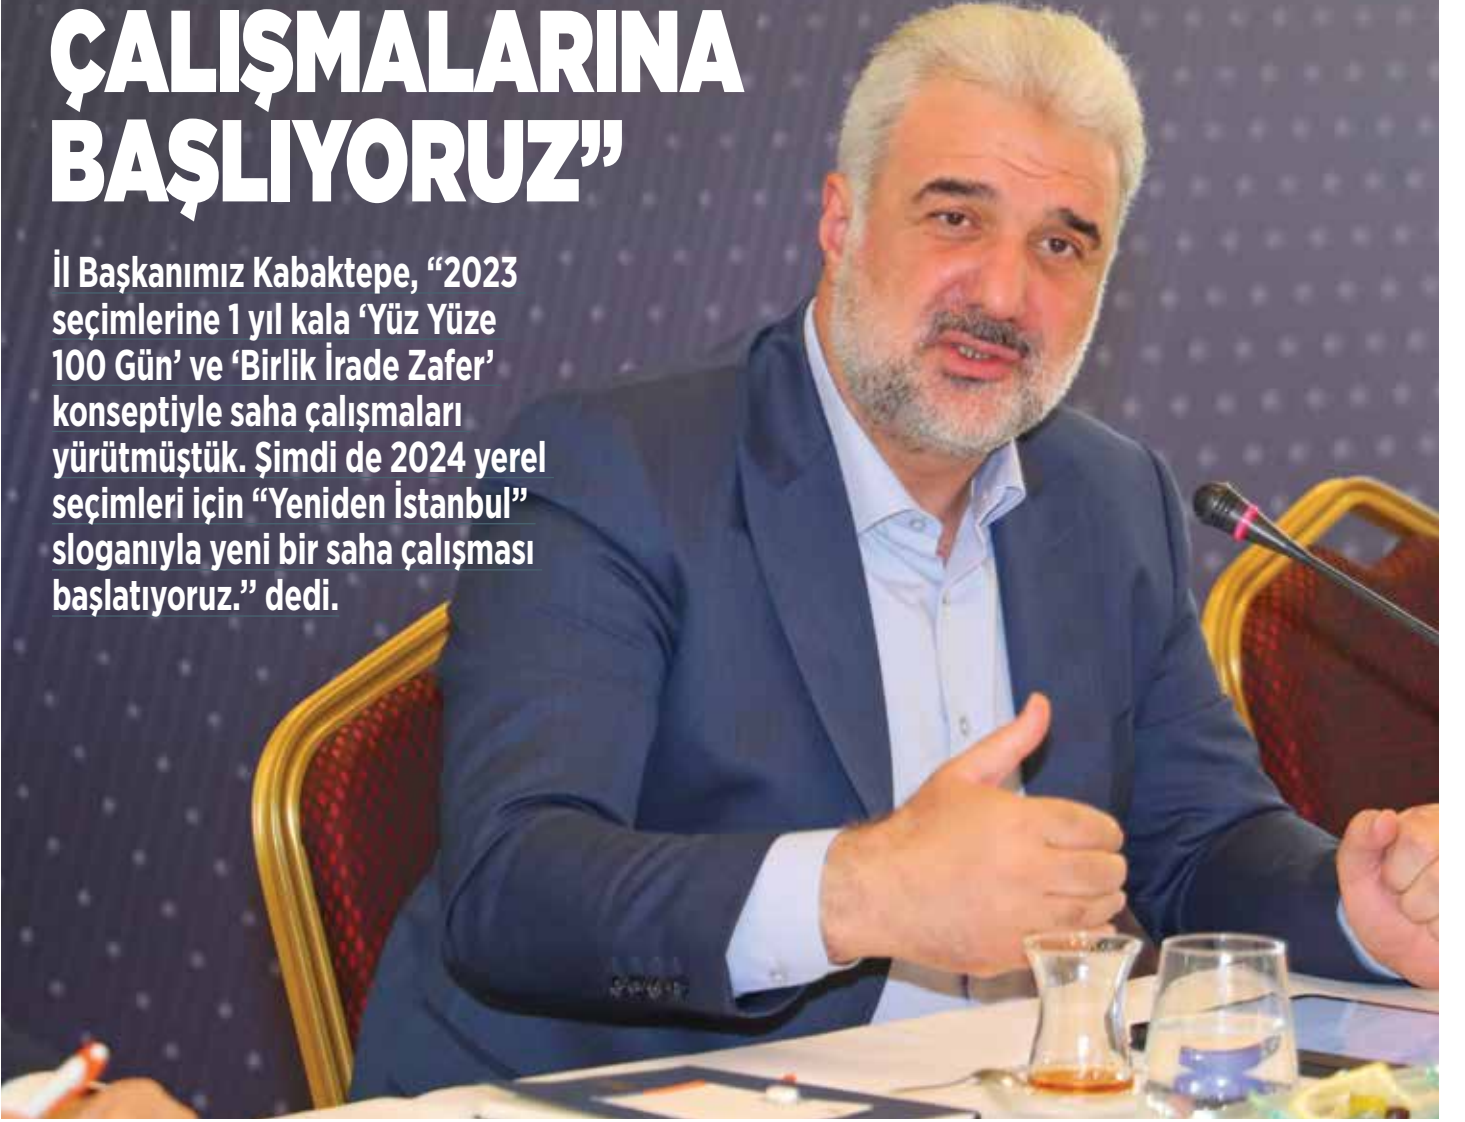 ÇALIŞMALARINA
BAŞLIYORUZ”
İl Başkanımız Kabaktepe, “2023
seçimlerine 1 yıl kala ‘Yüz Yüze
100 Gün’ ve ‘Birlik İrade Zafer’
konseptiyle saha çalışmaları
yürütmüştük. Şimdi de 2024 yerel
seçimleri için “Yeniden İstanbul”
sloganıyla yeni bir saha çalışması
başlatıyoruz.” dedi.